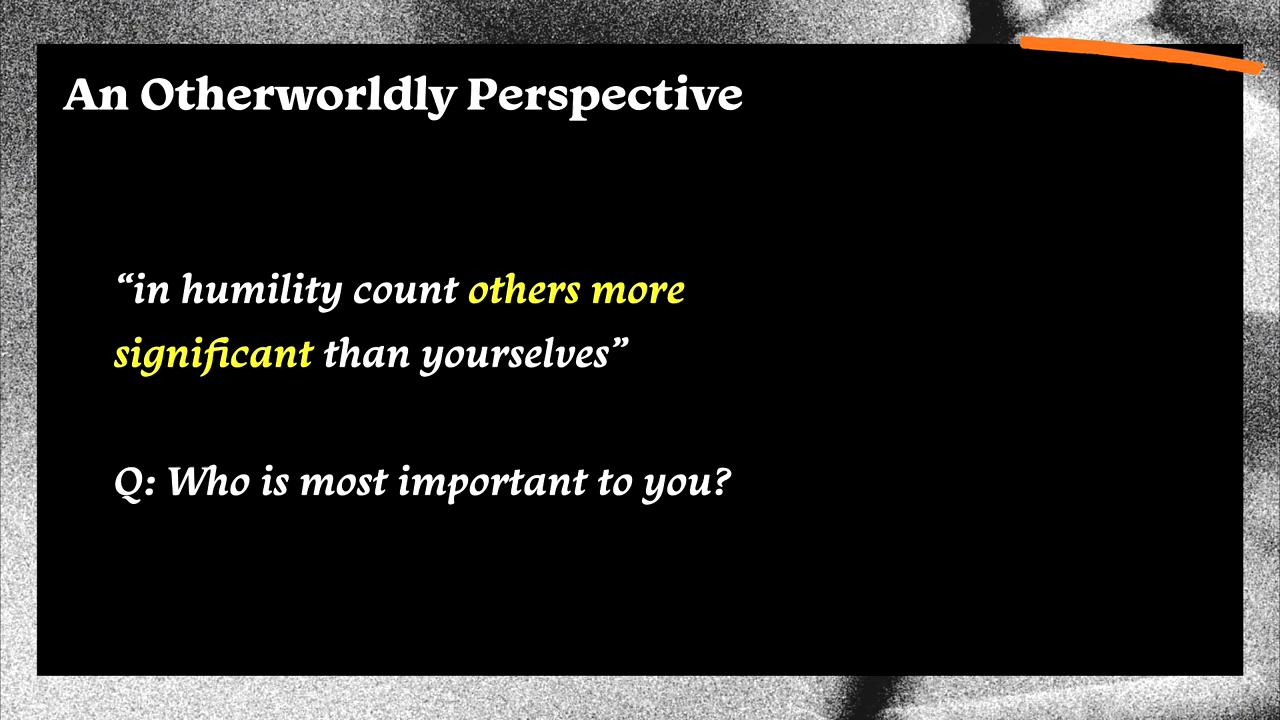 An Otherworldly Perspective
“in humility count others more
significant than yourselves”
Q: Who is most important to you?